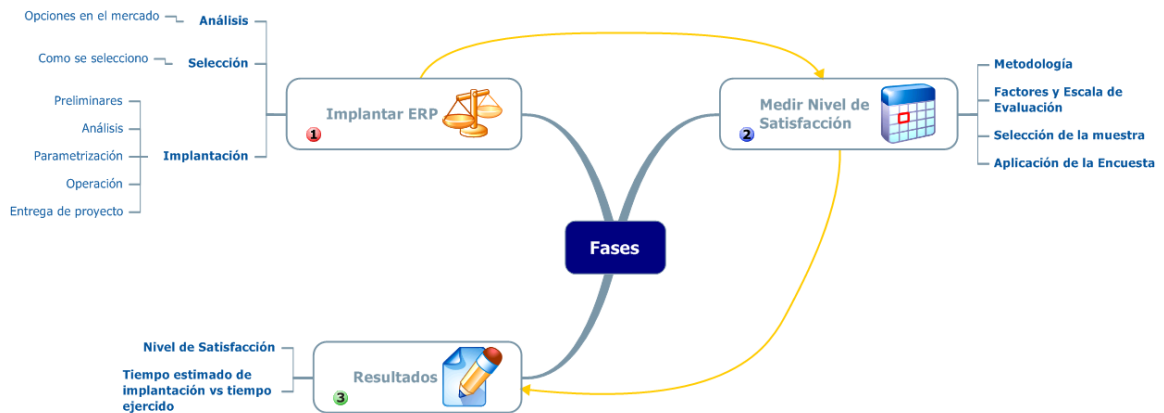 Opciones en el mercado
Análisis
Como se selecciono
Selección
Preliminares
Análisis
Parametrización
Operación
Entrega de proyecto
Implantación
Implantar ERP
1
Medir Nivel de
Satisfacción
2
Metodología
Factores y Escala de
Evaluación
Selección de la muestra
Aplicación de la Encuesta
Fases
Nivel de Satisfacción
Tiempo estimado de
implantación vs tiempo
ejercido
Resultados
3